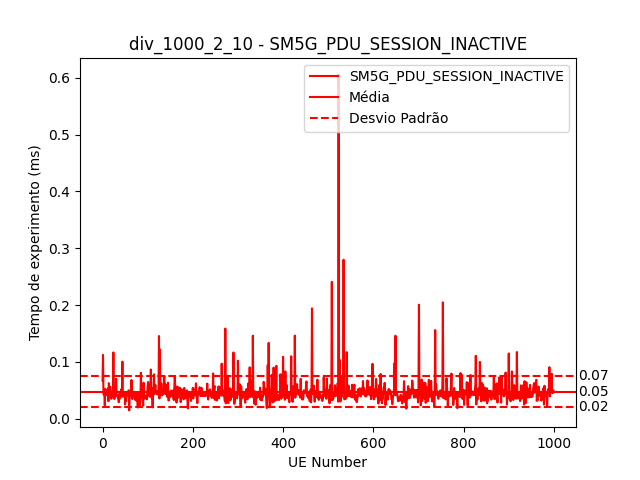 div_1000_2_10 - SM5G_PDU_SESSION_INACTIVE
SM5G_PDU_SESSION_INACTIVE
Média
Desvio Padrão
Tempo de experimento (ms)
0.6
0.5
0.4
0.3
0.2
0.1
0.0
0.07
0.05
0.02
0 200 400 600 800 1000
UE Number